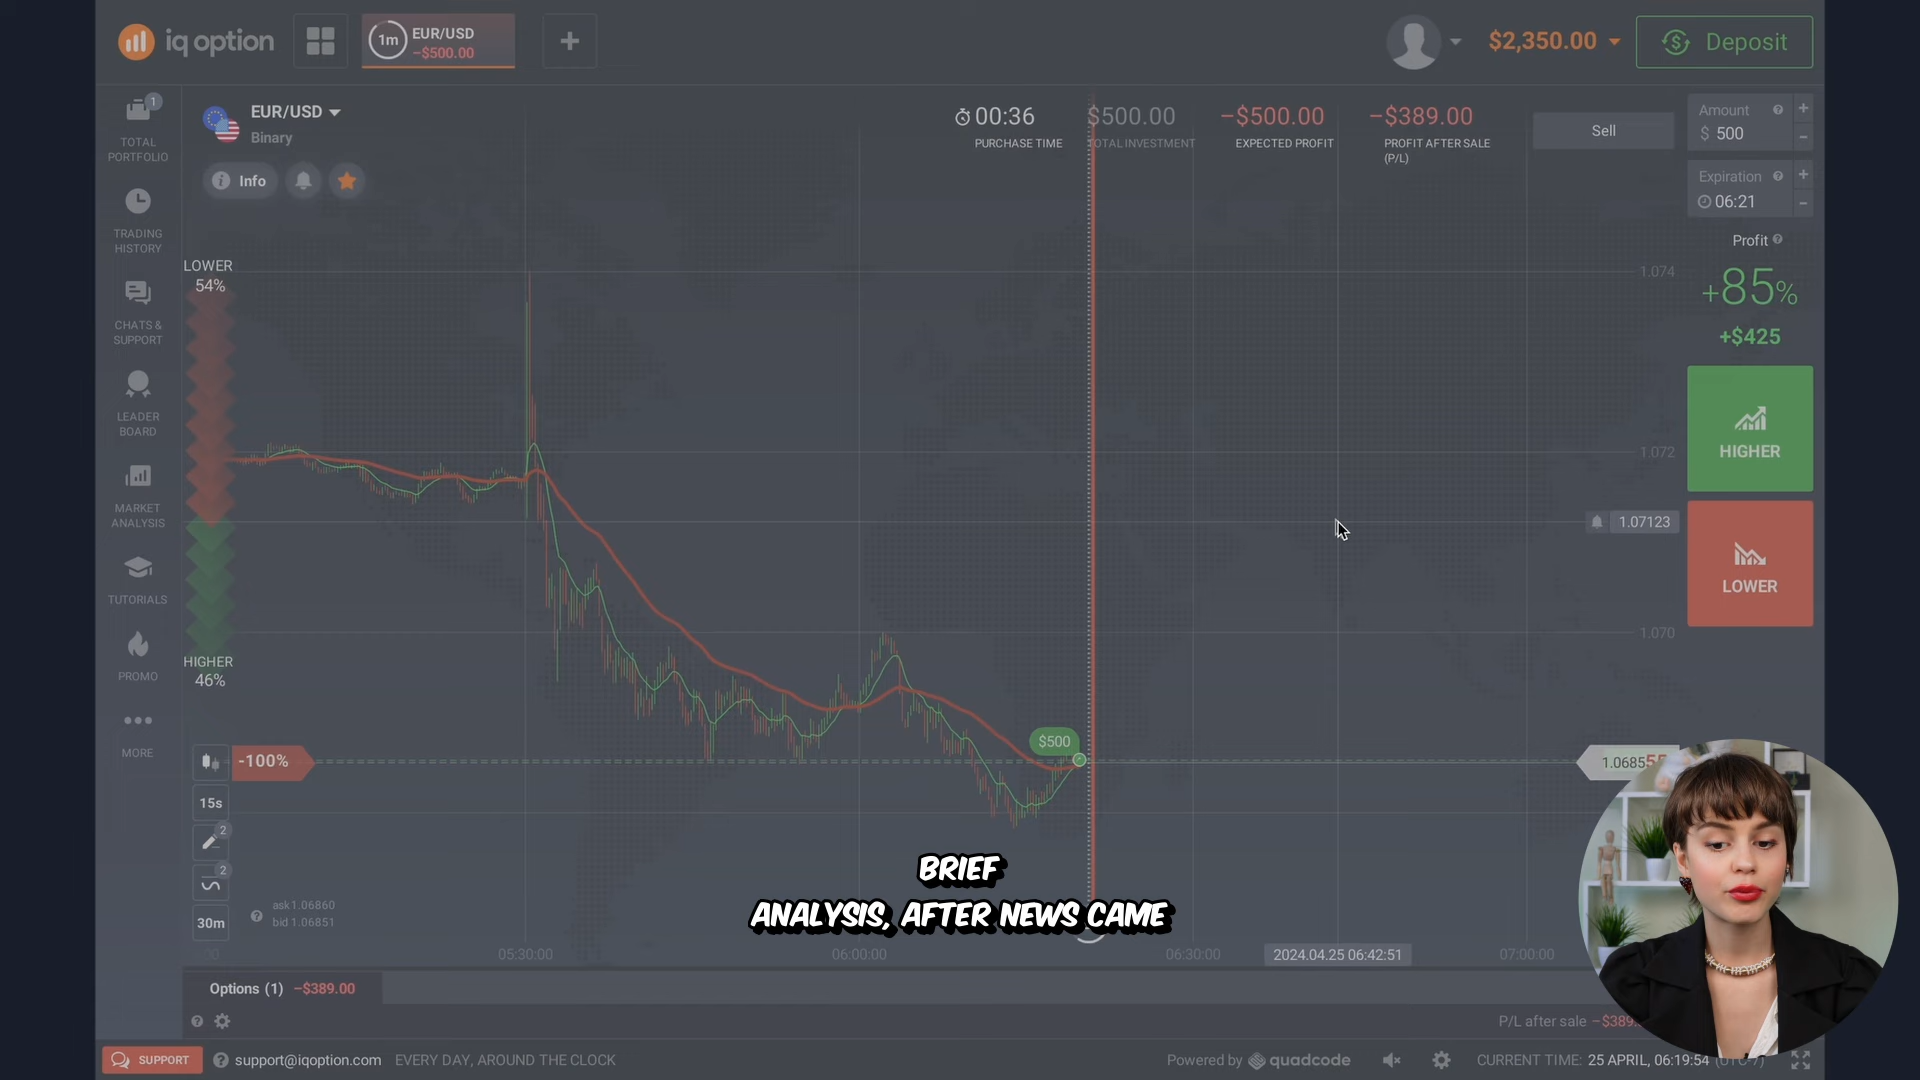 iq option
1m
EUR/USD
−$500.00
+
$2,350.00
Deposit
1
TOTAL
PORTFOLIO
TRADING
HISTORY
CHATS &
SUPPORT
LEADER
BOARD
MARKET
ANALYSIS
TUTORIALS
PROMO
MORE
EUR/USD
Binary
Info
00:36
PURCHASE TIME
$500.00
TOTAL INVESTMENT
−$500.00
EXPECTED PROFIT
−$389.00
PROFIT AFTER SALE
(P/L)
Sell
Amount
$ 500
Expiration
06:21
Profit
+85%
+$425
HIGHER
LOWER
LOWER
54%
HIGHER
46%
1.074
1.072
1.07123
1.070
-100%
$500
15s
2
2
30m
ask 1.06860
bid 1.06851
BRIEF
ANALYSIS, AFTER NEWS CAME
05:30:00
06:00:00
06:30:00
2024.04.25 06:42:51
07:00:00
Options (1) −$389.00
P/L after sale
SUPPORT
support@iqoption.com
EVERY DAY, AROUND THE CLOCK
Powered by quadcode
CURRENT TIME: 25 APRIL, 06:19:54 (UTC-7)